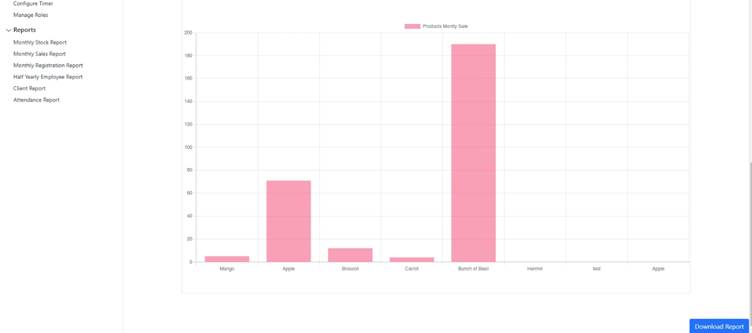 Configure Timer
Manage Roles
Reports
Monthly Stock Report
Monthly Sales Report
Monthly Registration Report
Half Yearly Employee Report
Client Report
Attendance Report
Products Montly Sale
200
180
160
140
120
100
80
60
40
20
0
Mango
Apple
Broccoli
Carrot
Bunch of Basil
Hermit
test
Apple
Download Report